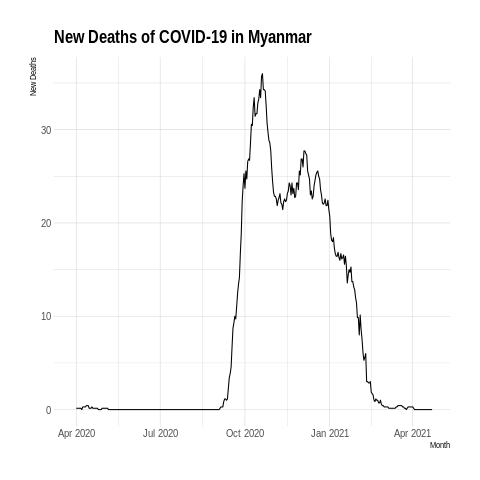 New Deaths of COVID-19 in Myanmar
New Deaths
30
20
10
0
Apr 2020 Jul 2020 Oct 2020 Jan 2021 Apr 2021
Month